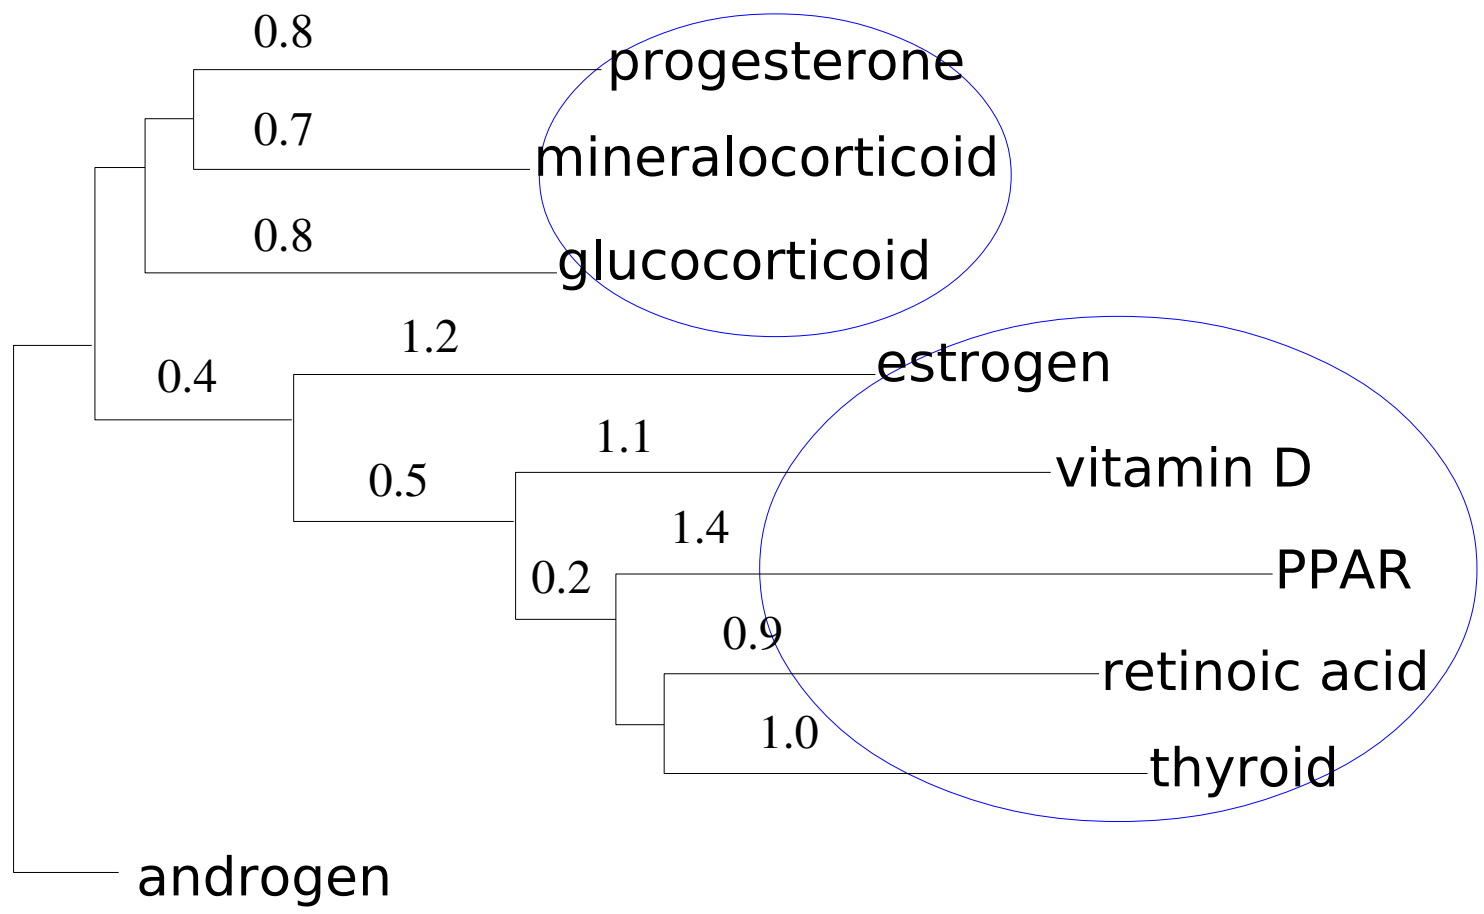 0.8
progesterone
0.7
mineralocorticoid
0.8
glucocorticoid
1.2
estrogen
0.4
1.1
vitamin D
0.5
1.4
PPAR
0.2
0.9
retinoic acid
1.0
thyroid
androgen